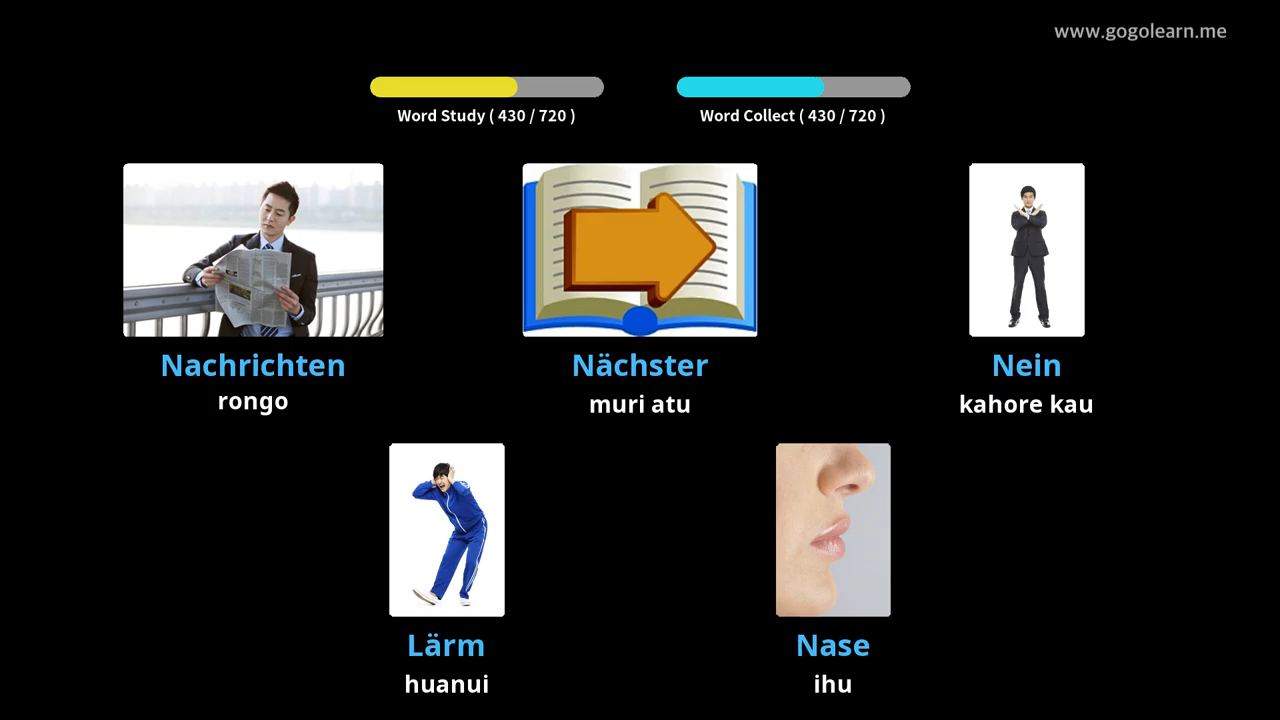 www.gogolearn.me
Word Study ( 430 / 720 )
Word Collect ( 430 / 720 )
Nachrichten
rongo
Nächster
muri atu
Nein
kahore kau
Lärm
huanui
Nase
ihu